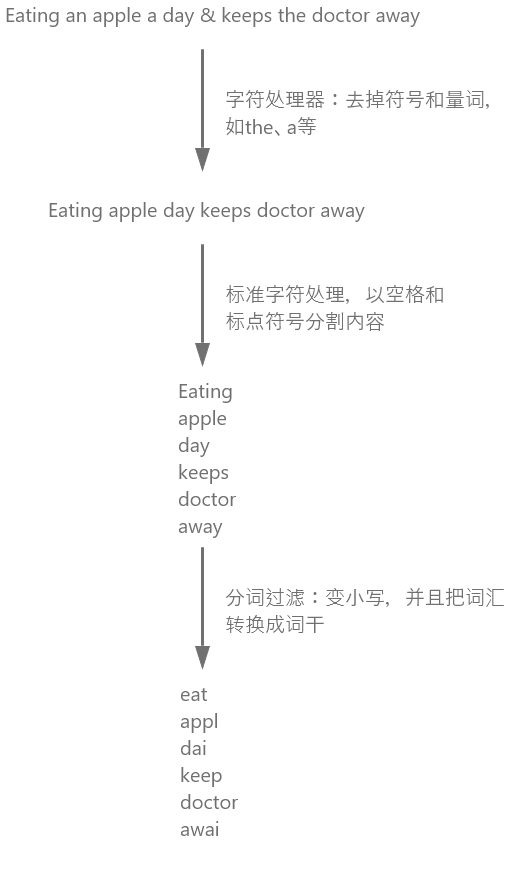 Eating an apple a day & keeps the doctor away
字符处理器：去掉符号和量词，
如the、a等
Eating apple day keeps doctor away
标准字符处理，以空格和
标点符号分割内容
Eating
apple
day
keeps
doctor
away
分词过滤：变小写，并且把词汇
转换成词干
eat
appl
dai
keep
doctor
awai